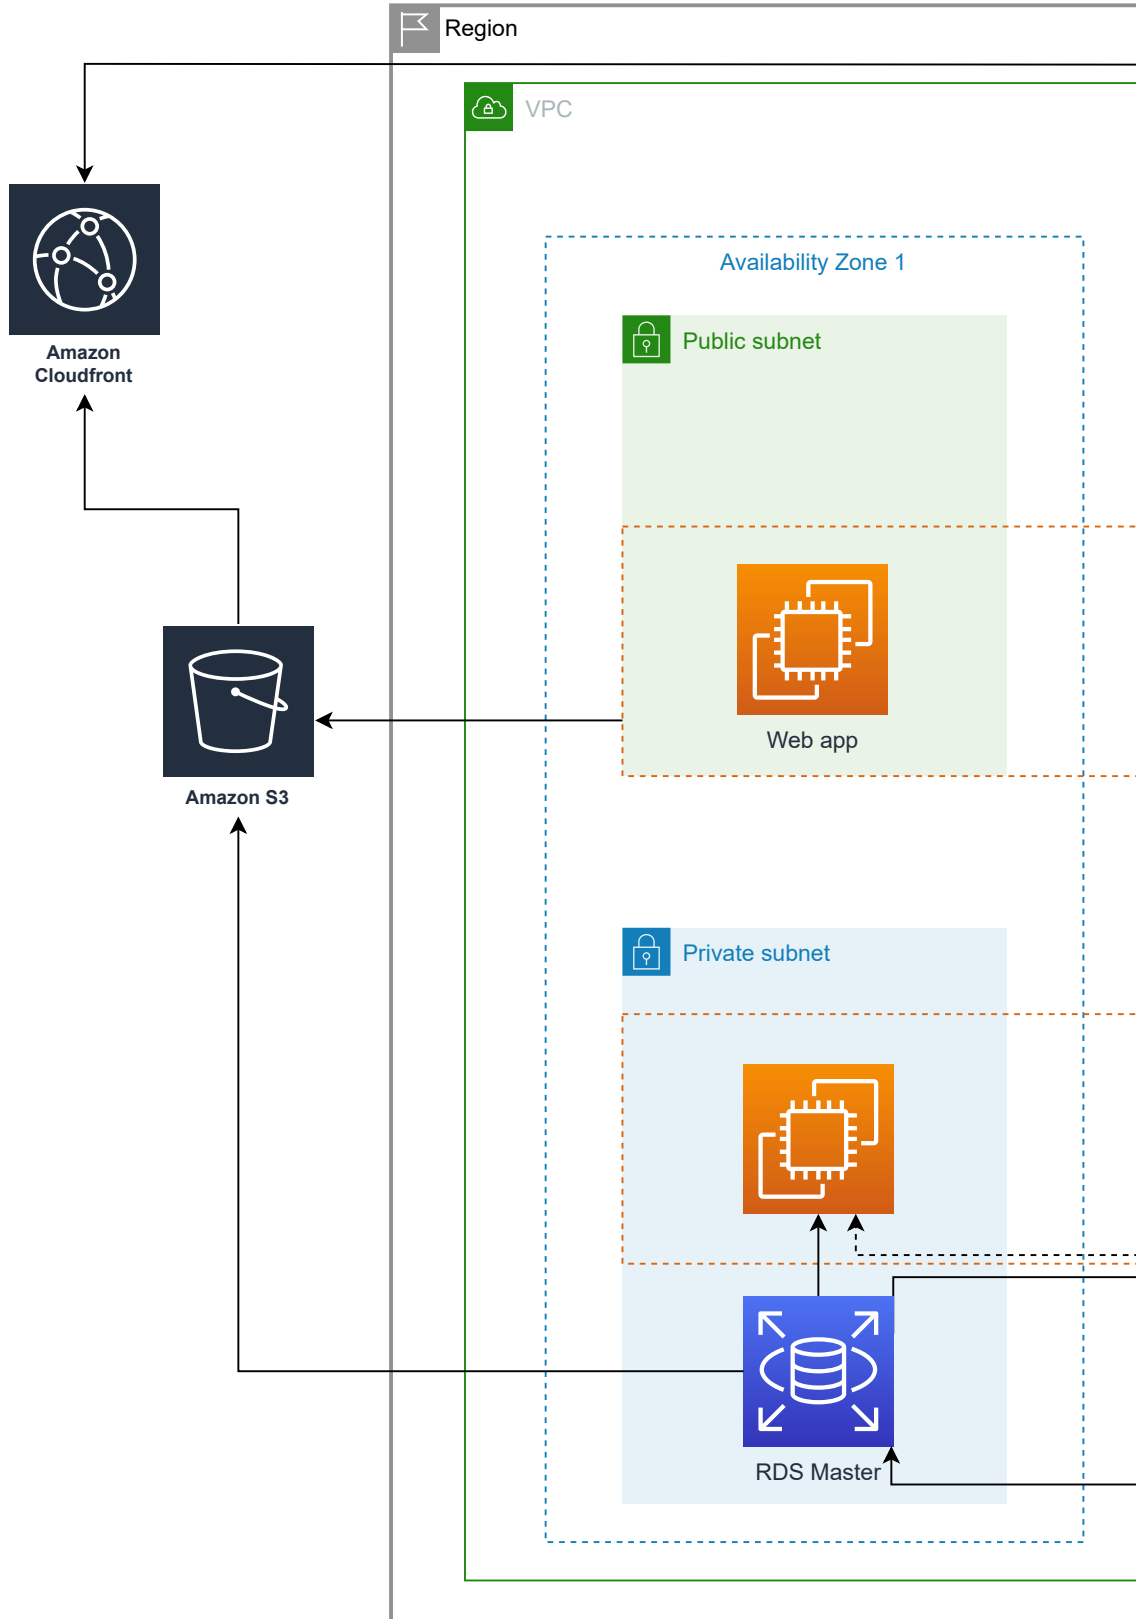 Region
VPC
Availability Zone 1
Amazon
Cloudfront
Public subnet
Web app
Amazon S3
Private subnet
RDS Master